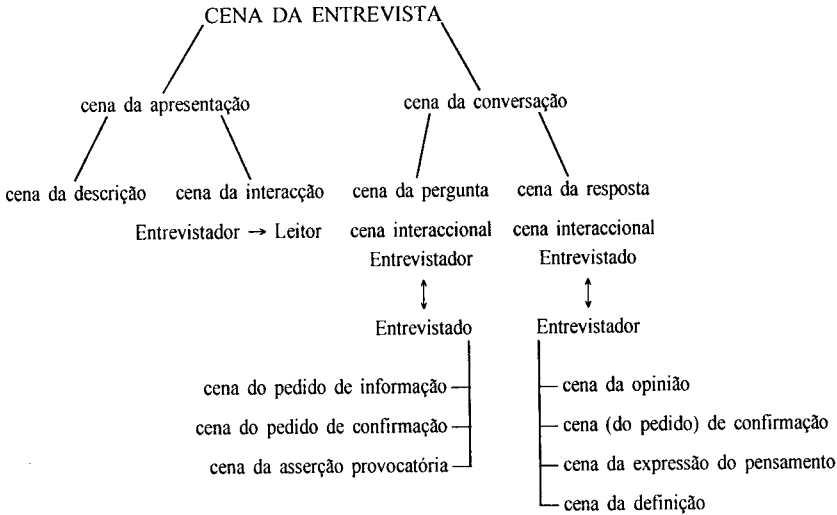 CENA DA ENTREVISTA
cena da apresentação cena da conversação
cena da descrição cena da interacção cena da pergunta cena da resposta
Entrevistador → Leitor cena interaccional cena interaccional
Entrevistador Entrevistado
↕ ↕
Entrevistado Entrevistador
cena do pedido de informação cena da opinião
cena do pedido de confirmação cena (do pedido) de confirmação
cena da asserção provocatória cena da expressão do pensamento
cena da definição